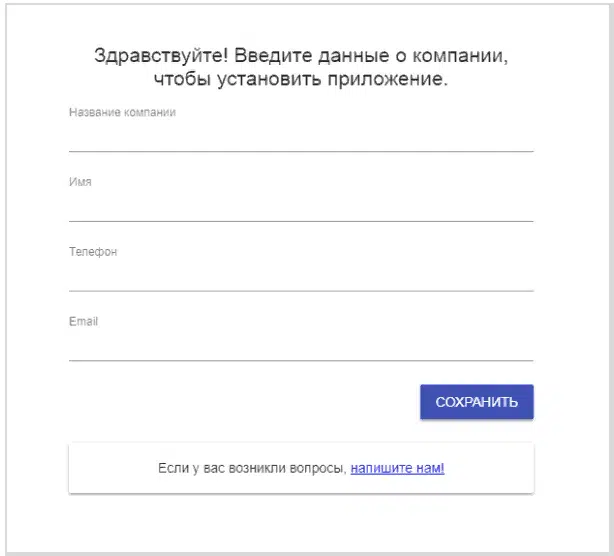 Здравствуйте! Введите данные о компании,
чтобы установить приложение.
Название компании
Имя
Телефон
Email
СОХРАНИТЬ
Если у вас возникли вопросы, напишите нам!